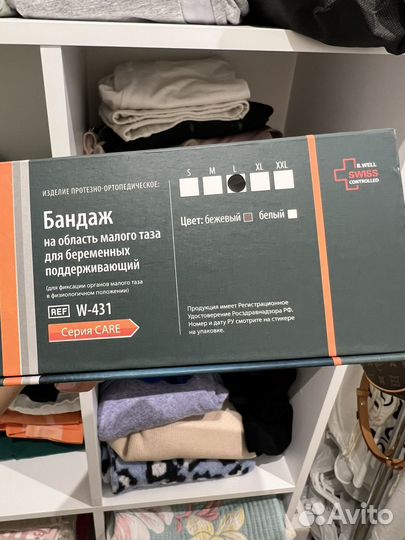 ИЗДЕЛИЕ ПРОТЕЗНО-ОРТОПЕДИЧЕСКОЕ:
Бандаж
на область малого таза
для беременных
поддерживающий
(для фиксации органов малого таза
в физиологичном положении)
REF W-431
Серия CARE
S M L XL XXL
Цвет: бежевый белый
B.WELL
SWISS
CONTROLLED
Продукция имеет Регистрационное
Удостоверение Росздравнадзора РФ.
Номер и дату РУ смотрите на стикере
на упаковке.
Avito